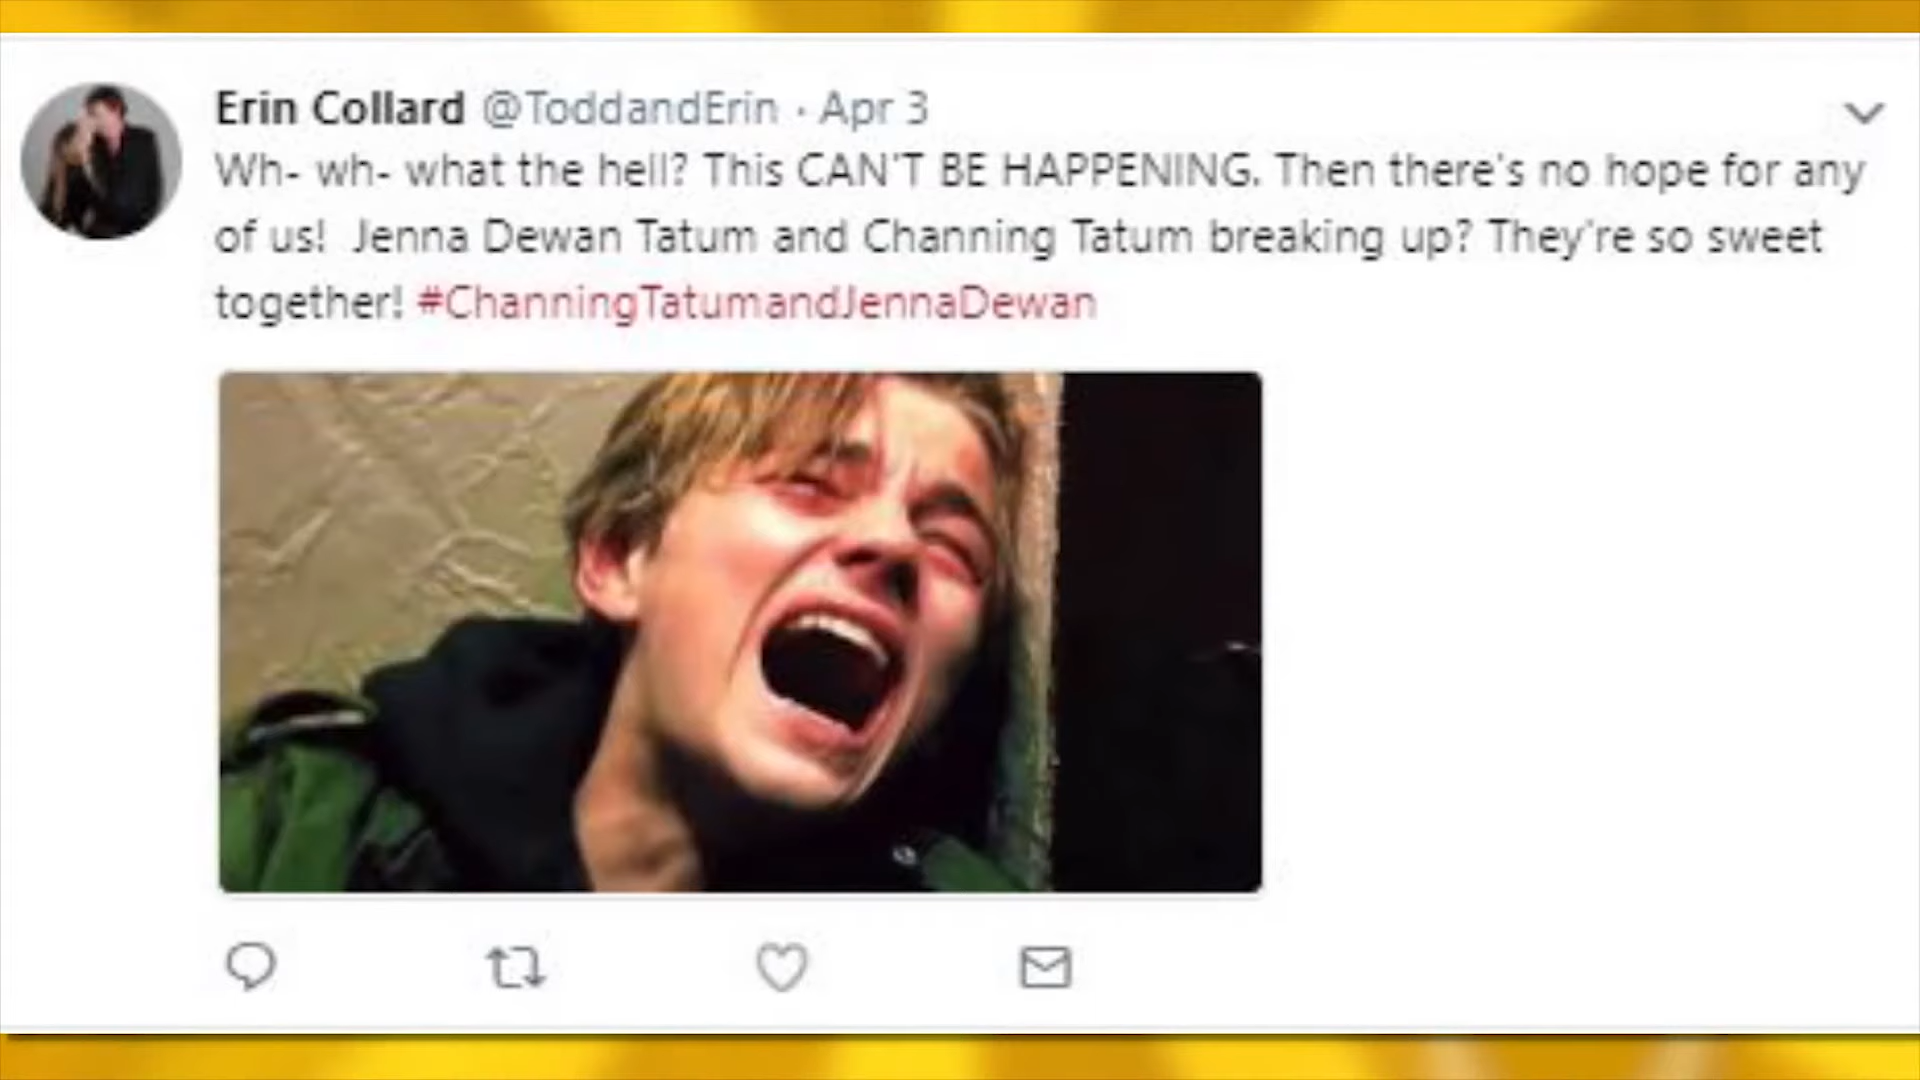 Erin Collard @ToddandErin · Apr 3
Wh- wh- what the hell? This CAN'T BE HAPPENING. Then there's no hope for any
of us!  Jenna Dewan Tatum and Channing Tatum breaking up? They're so sweet
together! #ChanningTatumandJennaDewan